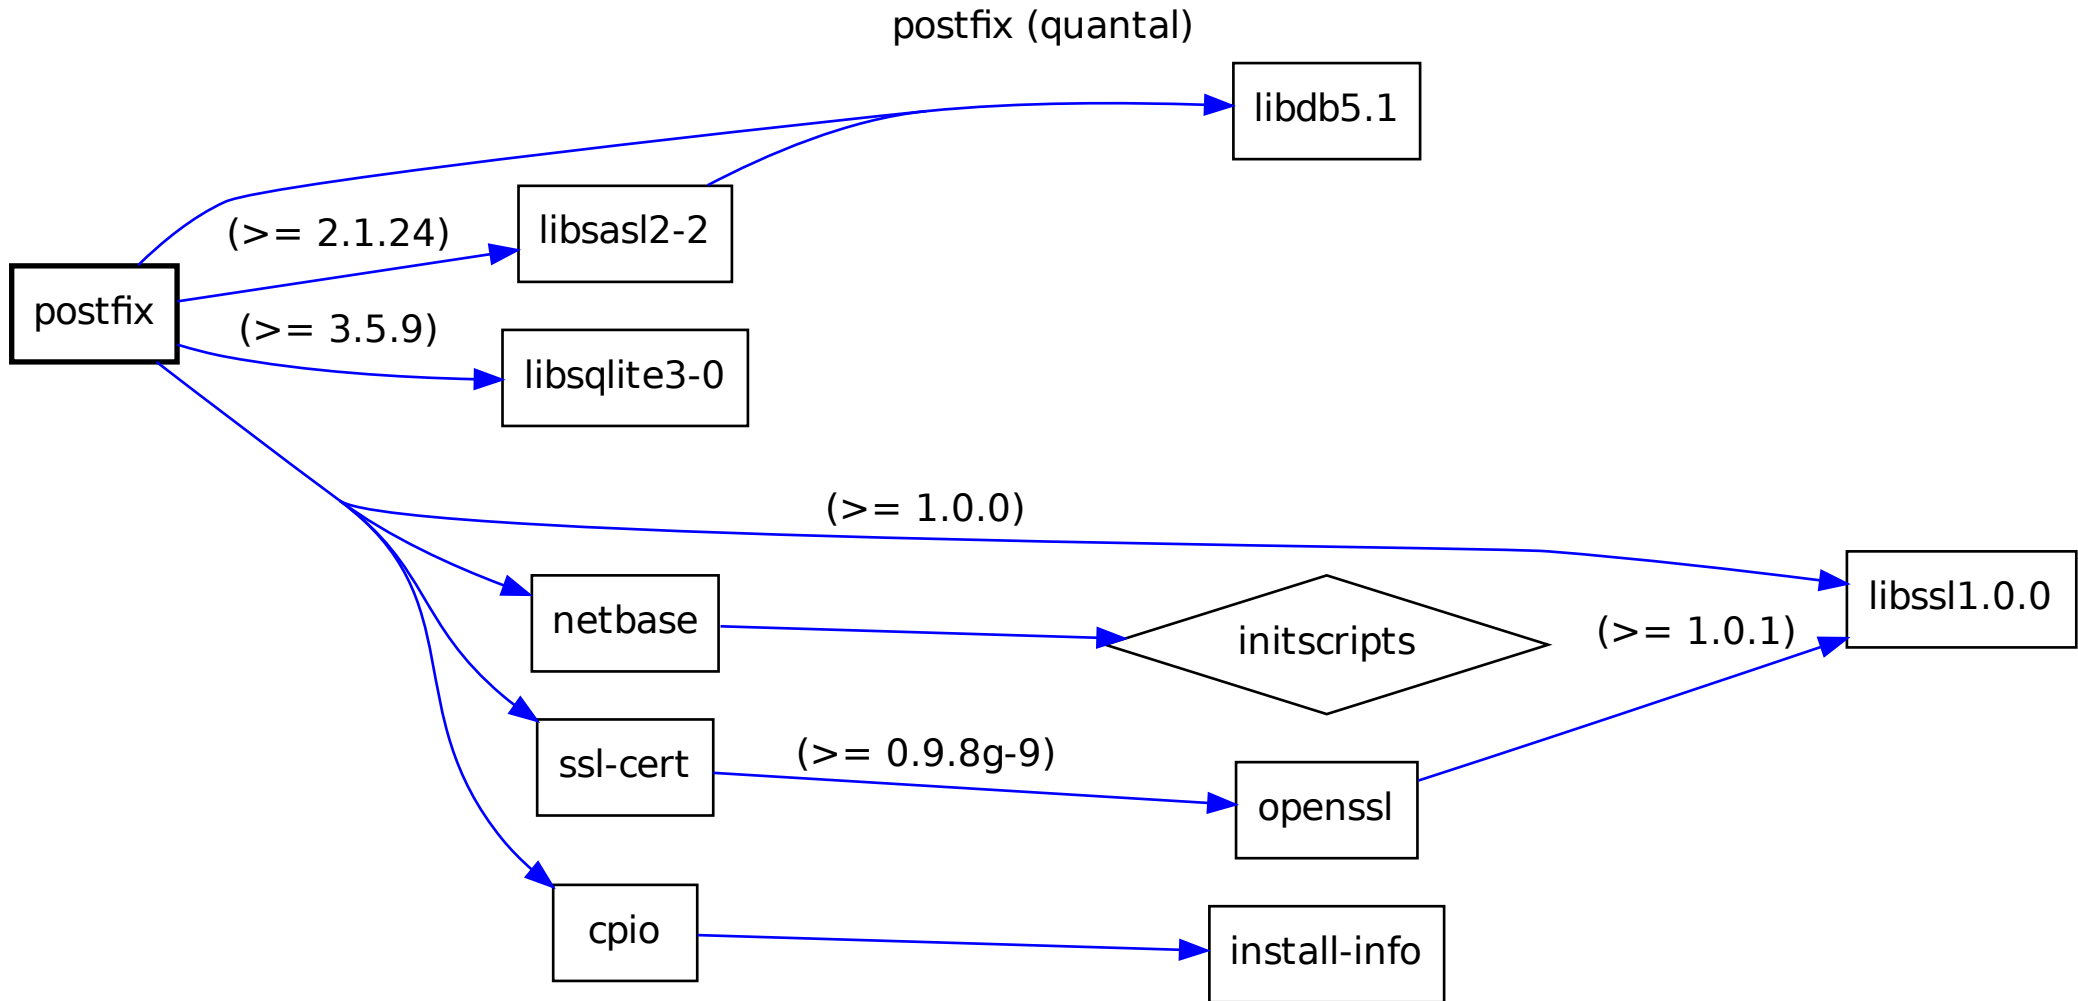 postfix (quantal)
libdb5.1
libsasl2-2
(>= 2.1.24)
postfix
(>= 3.5.9)
libsqlite3-0
(>= 1.0.0)
libssl1.0.0
netbase
initscripts
(>= 1.0.1)
ssl-cert
(>= 0.9.8g-9)
openssl
cpio
install-info